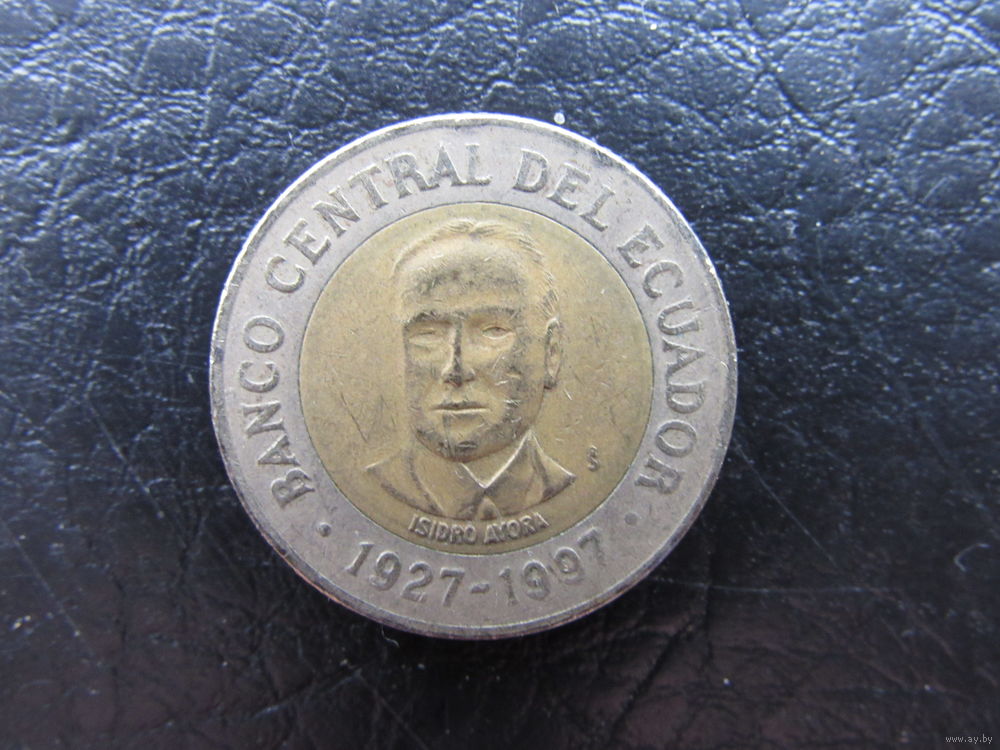 BANCO CENTRAL DEL ECUADOR
ISIDRO AYORA
S
· 1927-1997 ·
www.ay.by